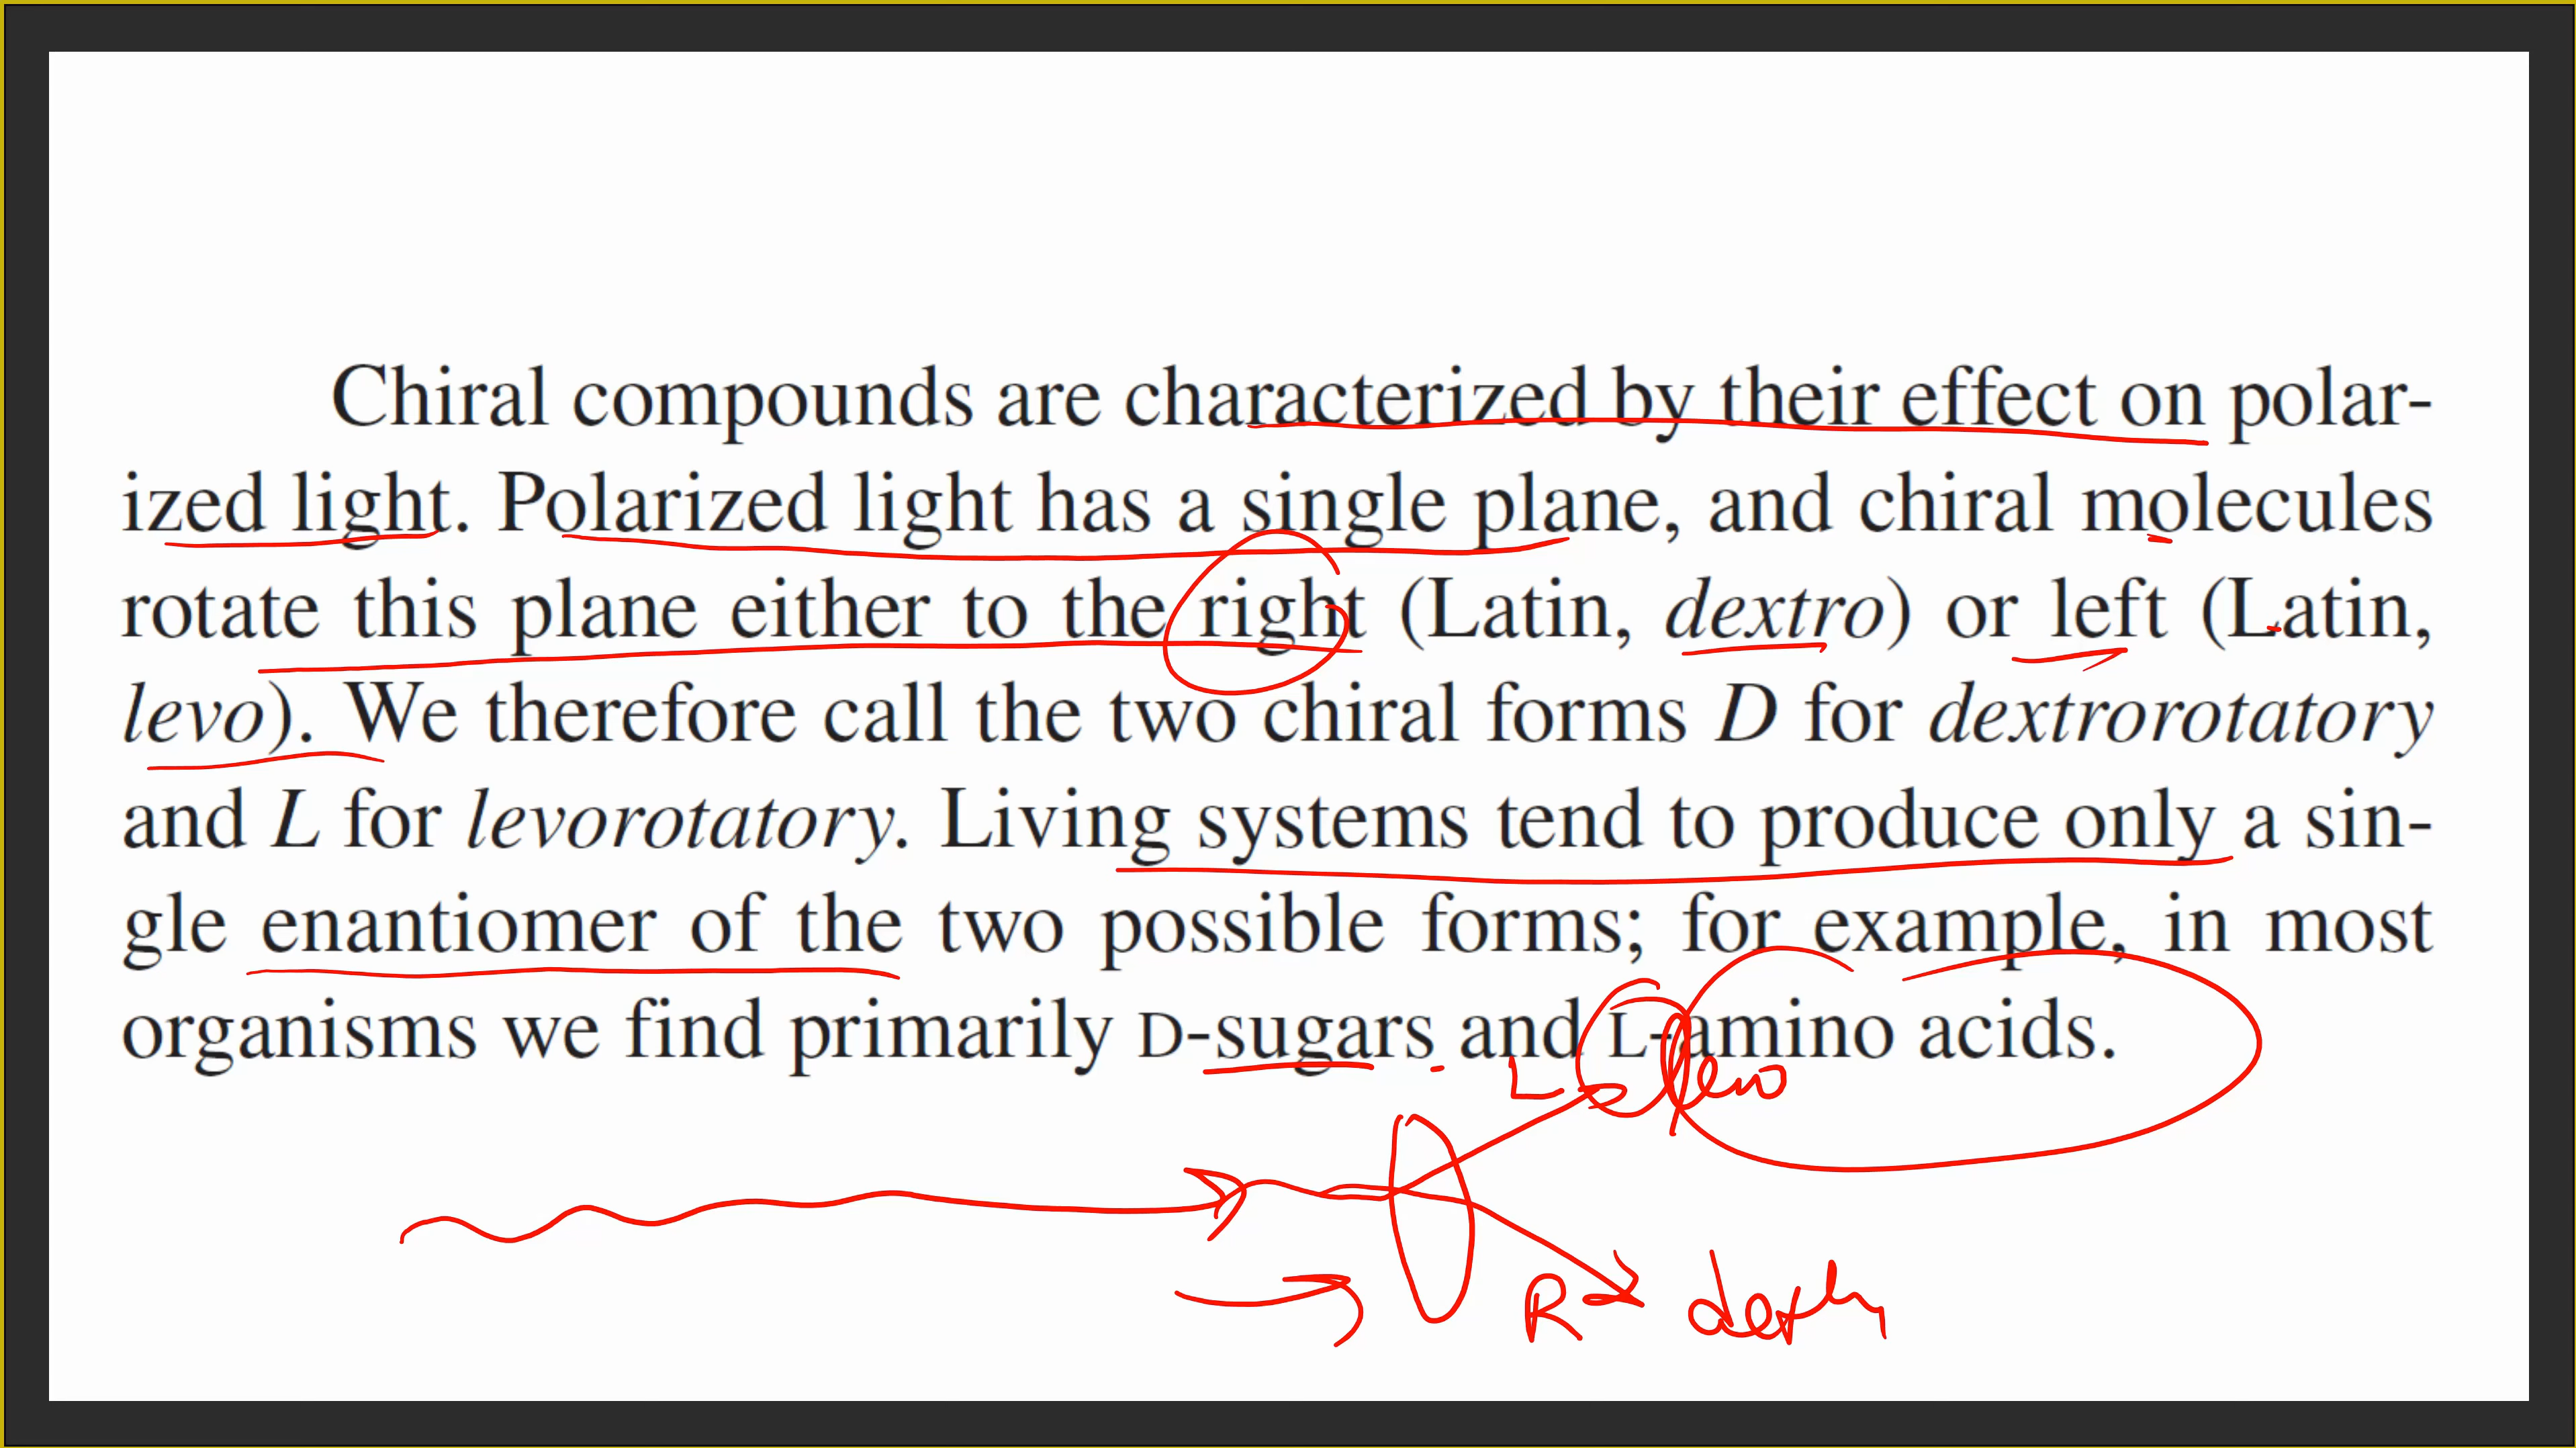 Chiral compounds are characterized by their effect on polar-
ized light. Polarized light has a single plane, and chiral molecules
rotate this plane either to the right (Latin, dextro) or left (Latin,
levo). We therefore call the two chiral forms D for dextrorotatory
and L for levorotatory. Living systems tend to produce only a sin-
gle enantiomer of the two possible forms; for example, in most
organisms we find primarily D-sugars and L-amino acids.
L levo
R